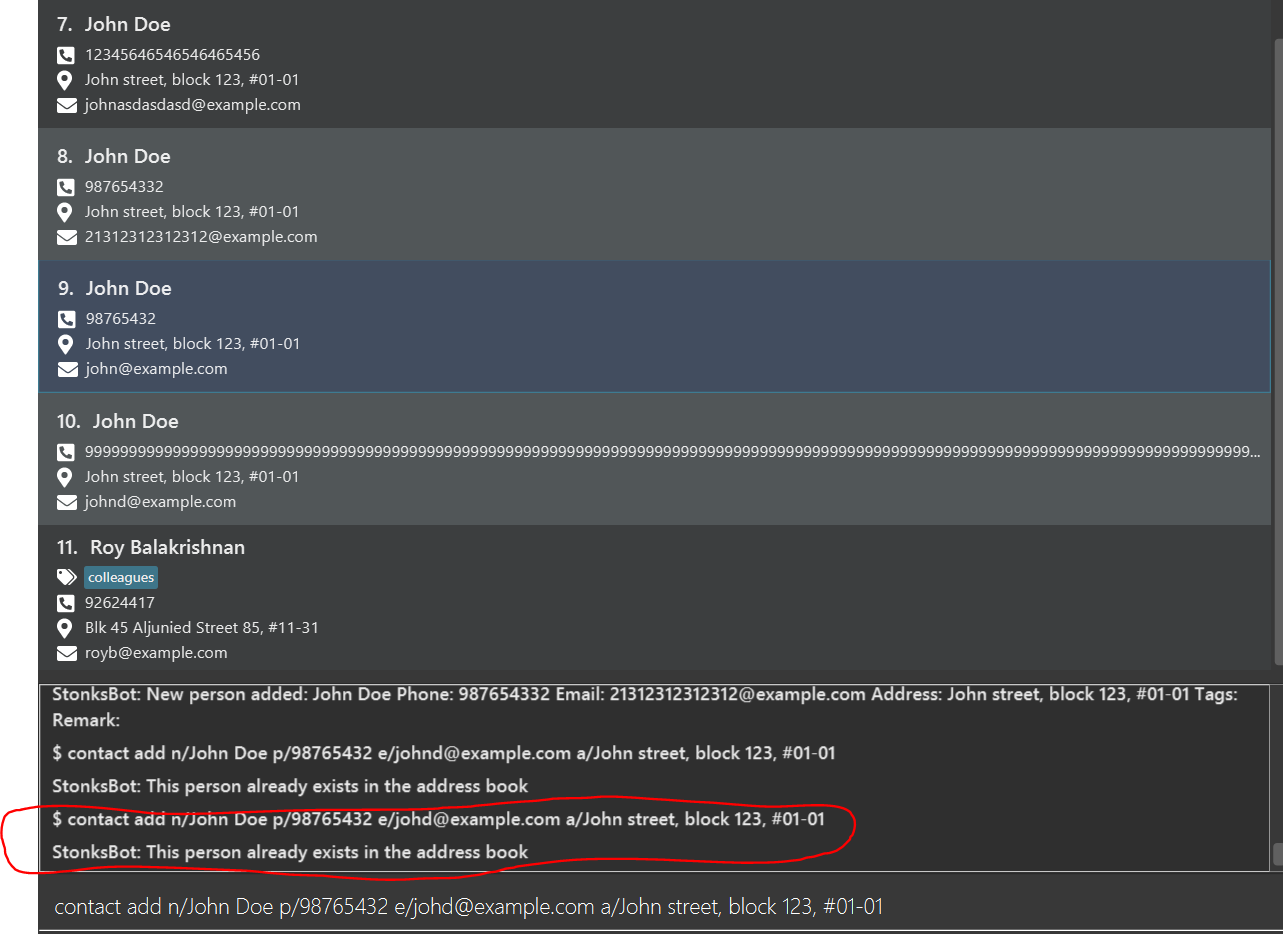 7. John Doe
12345646546546465456
John street, block 123, #01-01
johnasdasdasd@example.com
8. John Doe
987654332
John street, block 123, #01-01
21312312312312@example.com
9. John Doe
98765432
John street, block 123, #01-01
john@example.com
10. John Doe
John street, block 123, #01-01
johnd@example.com
11. Roy Balakrishnan
colleagues
92624417
Blk 45 Aljunied Street 85, #11-31
royb@example.com
StonksBot: New person added: John Doe Phone: 987654332 Email: 21312312312312@example.com Address: John street, block 123, #01-01 Tags:
Remark:
$ contact add n/John Doe p/98765432 e/johnd@example.com a/John street, block 123, #01-01
StonksBot: This person already exists in the address book
$ contact add n/John Doe p/98765432 e/johd@example.com a/John street, block 123, #01-01
StonksBot: This person already exists in the address book
contact add n/John Doe p/98765432 e/johd@example.com a/John street, block 123, #01-01